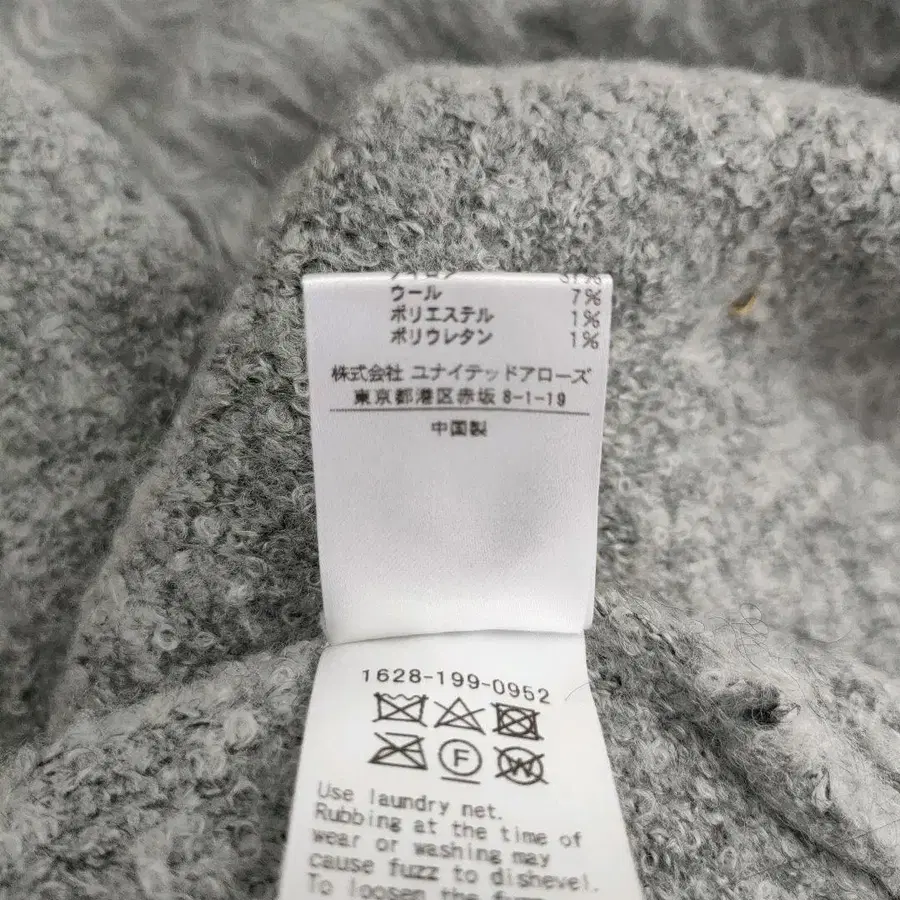 ウール 7%
ポリエステル 1%
ポリウレタン 1%
株式会社 ユナイテッドアローズ
東京都港区赤坂 8-1-19
中国製
1628-199-0952
F W
Use laundry net.
Rubbing at the time of
wear or washing may
cause fuzz to dishevel.
To loosen the